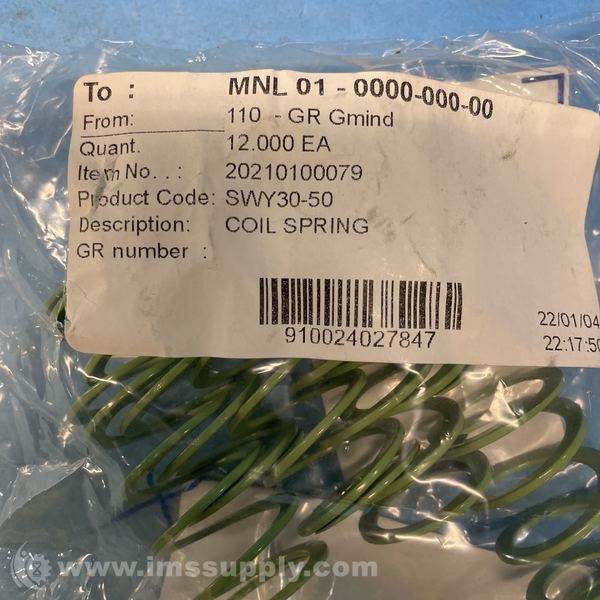 To : MNL 01 - 0000-000-00
From: 110 - GR Gmind
Quant. 12.000 EA
Item No. . : 20210100079
Product Code: SWY30-50
Description: COIL SPRING
GR number :
910024027847
22/01/04
22:17:50
www.imssupply.com